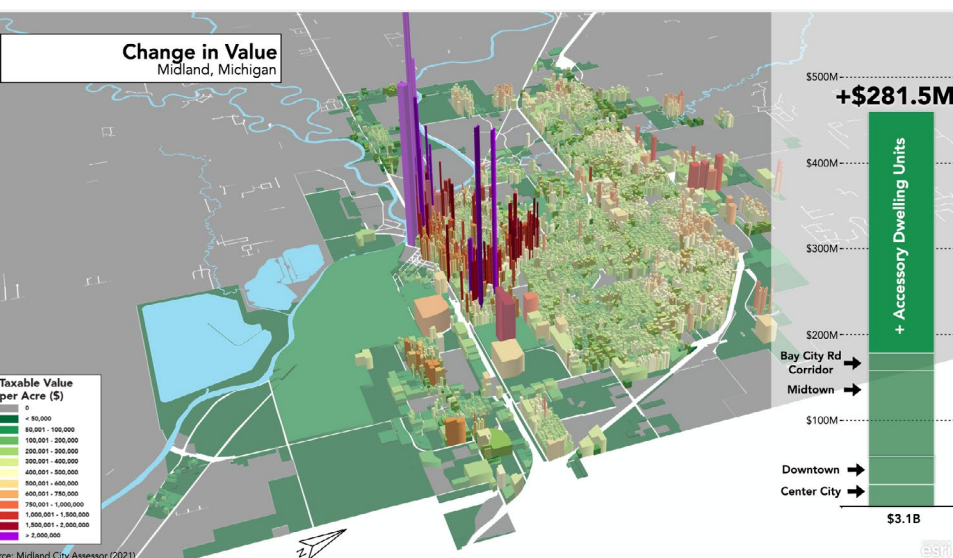 Change in Value
Midland, Michigan
$500M
+$281.5M
$400M
+ Accessory Dwelling Units
$300M
$200M
Bay City Rd
Corridor
Midtown
$100M
Downtown
Center City
$3.1B
Taxable Value
per Acre ($)
0
< 50,000
50,001 - 100,000
100,001 - 200,000
200,001 - 300,000
300,001 - 400,000
400,001 - 500,000
500,001 - 600,000
600,001 - 750,000
750,001 - 1,000,000
1,000,001 - 1,500,000
1,500,001 - 2,000,000
> 2,000,000
rce: Midland City Assessor (2021)
esri